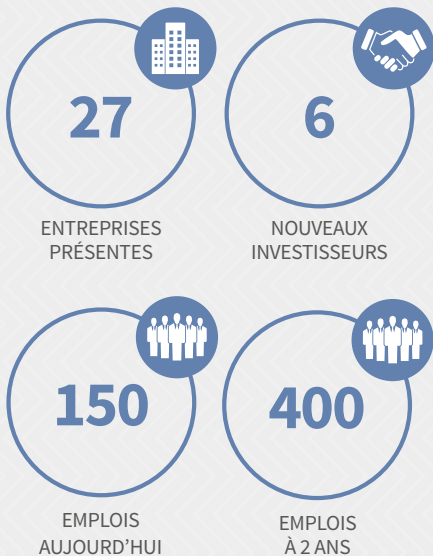 27
ENTREPRISES
PRÉSENTES
6
NOUVEAUX
INVESTISSEURS
150
EMPLOIS
AUJOURD'HUI
400
EMPLOIS
À 2 ANS